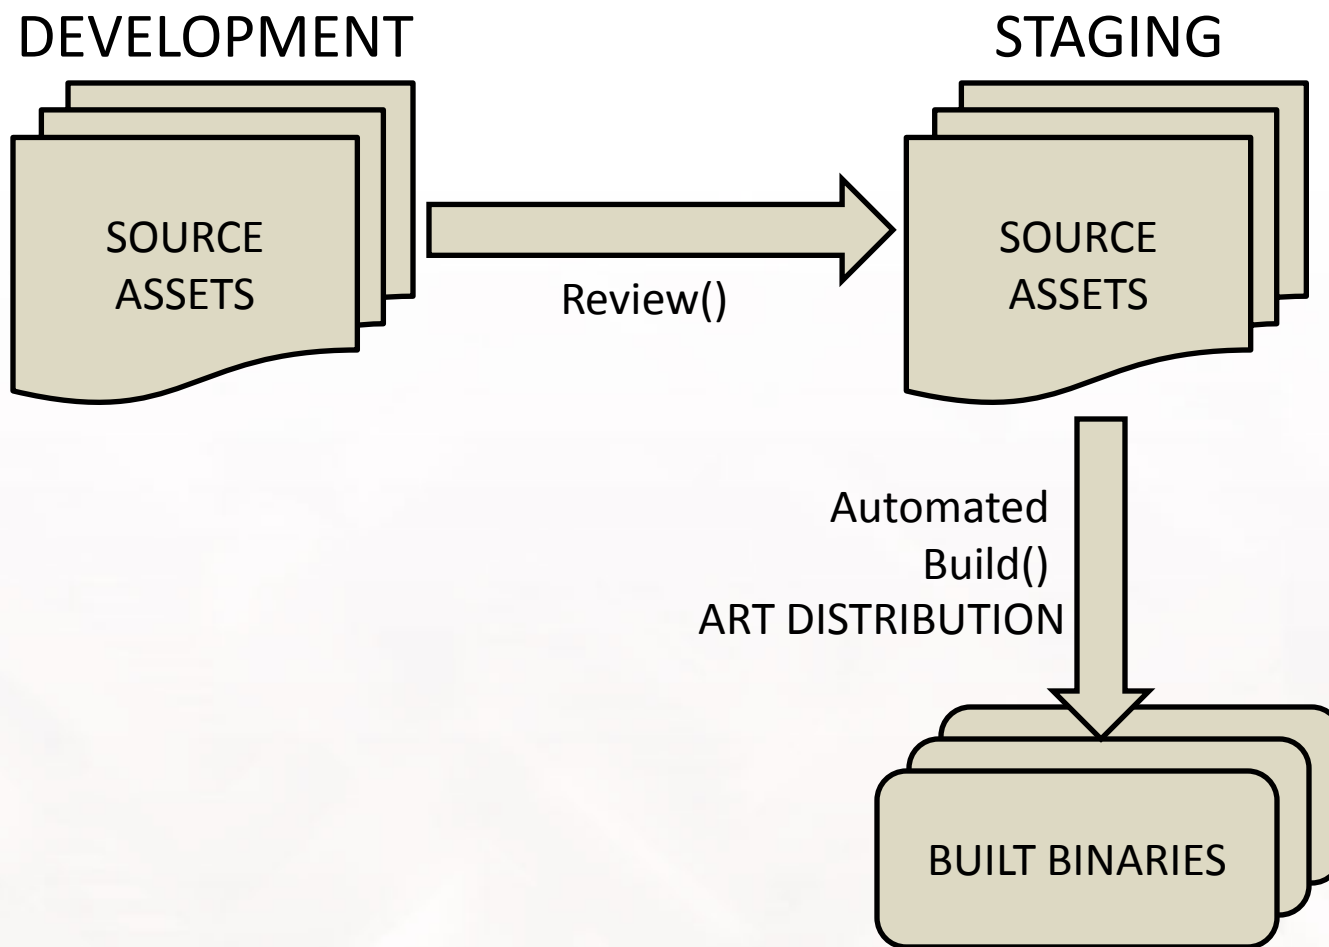 DEVELOPMENT
STAGING
SOURCE
ASSETS
Review()
SOURCE
ASSETS
Automated
Build()
ART DISTRIBUTION
BUILT BINARIES